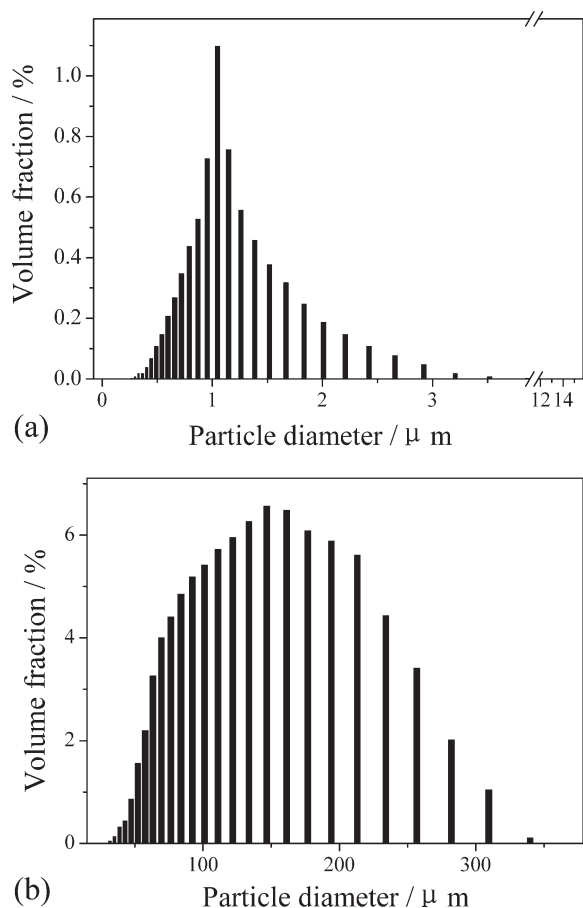 1.0
0.8
0.6
0.4
0.2
0.0
Volume fraction / %
0 1 2 3 12 14
(a)
Particle diameter / μ m
6
4
2
0
Volume fraction / %
100 200 300
(b)
Particle diameter / μ m